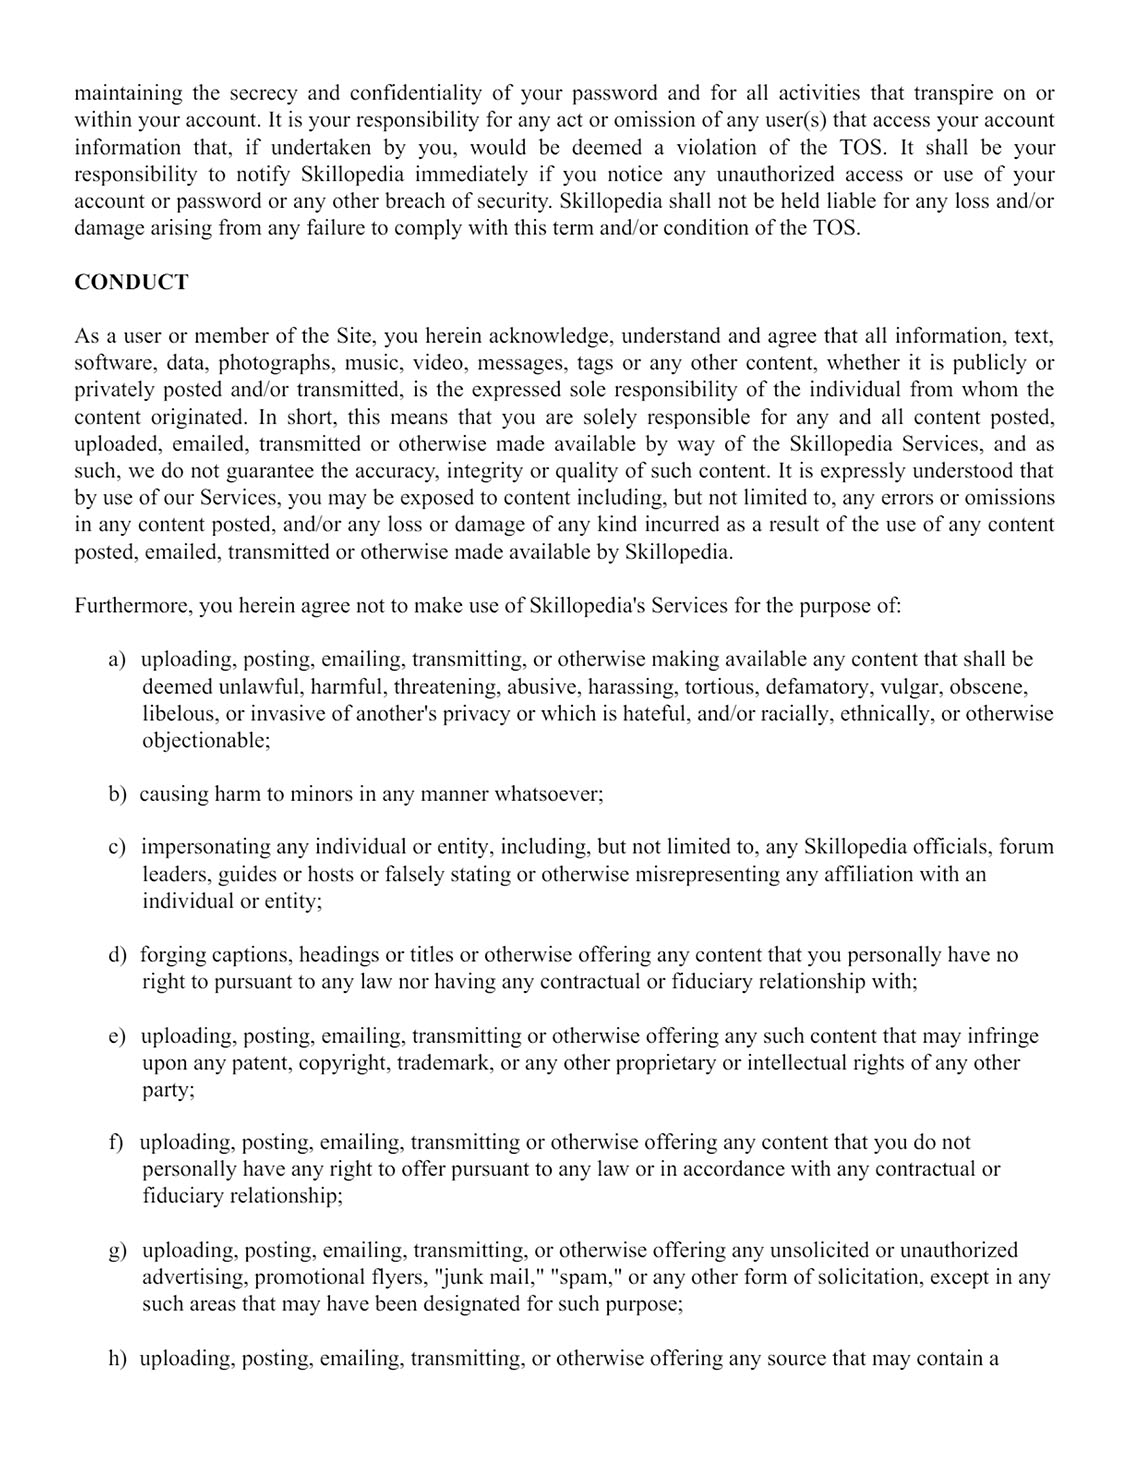 maintaining the secrecy and confidentiality of your password and for all activities that transpire on or
within your account. It is your responsibility for any act or omission of any user(s) that access your account
information that, if undertaken by you, would be deemed a violation of the TOS. It shall be your
responsibility to notify Skillopedia immediately if you notice any unauthorized access or use of your
account or password or any other breach of security. Skillopedia shall not be held liable for any loss and/or
damage arising from any failure to comply with this term and/or condition of the TOS.
CONDUCT
As a user or member of the Site, you herein acknowledge, understand and agree that all information, text,
software, data, photographs, music, video, messages, tags or any other content, whether it is publicly or
privately posted and/or transmitted, is the expressed sole responsibility of the individual from whom the
content originated. In short, this means that you are solely responsible for any and all content posted,
uploaded, emailed, transmitted or otherwise made available by way of the Skillopedia Services, and as
such, we do not guarantee the accuracy, integrity or quality of such content. It is expressly understood that
by use of our Services, you may be exposed to content including, but not limited to, any errors or omissions
in any content posted, and/or any loss or damage of any kind incurred as a result of the use of any content
posted, emailed, transmitted or otherwise made available by Skillopedia.
Furthermore, you herein agree not to make use of Skillopedia's Services for the purpose of:
a) uploading, posting, emailing, transmitting, or otherwise making available any content that shall be
deemed unlawful, harmful, threatening, abusive, harassing, tortious, defamatory, vulgar, obscene,
libelous, or invasive of another's privacy or which is hateful, and/or racially, ethnically, or otherwise
objectionable;
b) causing harm to minors in any manner whatsoever;
c) impersonating any individual or entity, including, but not limited to, any Skillopedia officials, forum
leaders, guides or hosts or falsely stating or otherwise misrepresenting any affiliation with an
individual or entity;
d) forging captions, headings or titles or otherwise offering any content that you personally have no
right to pursuant to any law nor having any contractual or fiduciary relationship with;
e) uploading, posting, emailing, transmitting or otherwise offering any such content that may infringe
upon any patent, copyright, trademark, or any other proprietary or intellectual rights of any other
party;
f) uploading, posting, emailing, transmitting or otherwise offering any content that you do not
personally have any right to offer pursuant to any law or in accordance with any contractual or
fiduciary relationship;
g) uploading, posting, emailing, transmitting, or otherwise offering any unsolicited or unauthorized
advertising, promotional flyers, "junk mail," "spam," or any other form of solicitation, except in any
such areas that may have been designated for such purpose;
h) uploading, posting, emailing, transmitting, or otherwise offering any source that may contain a